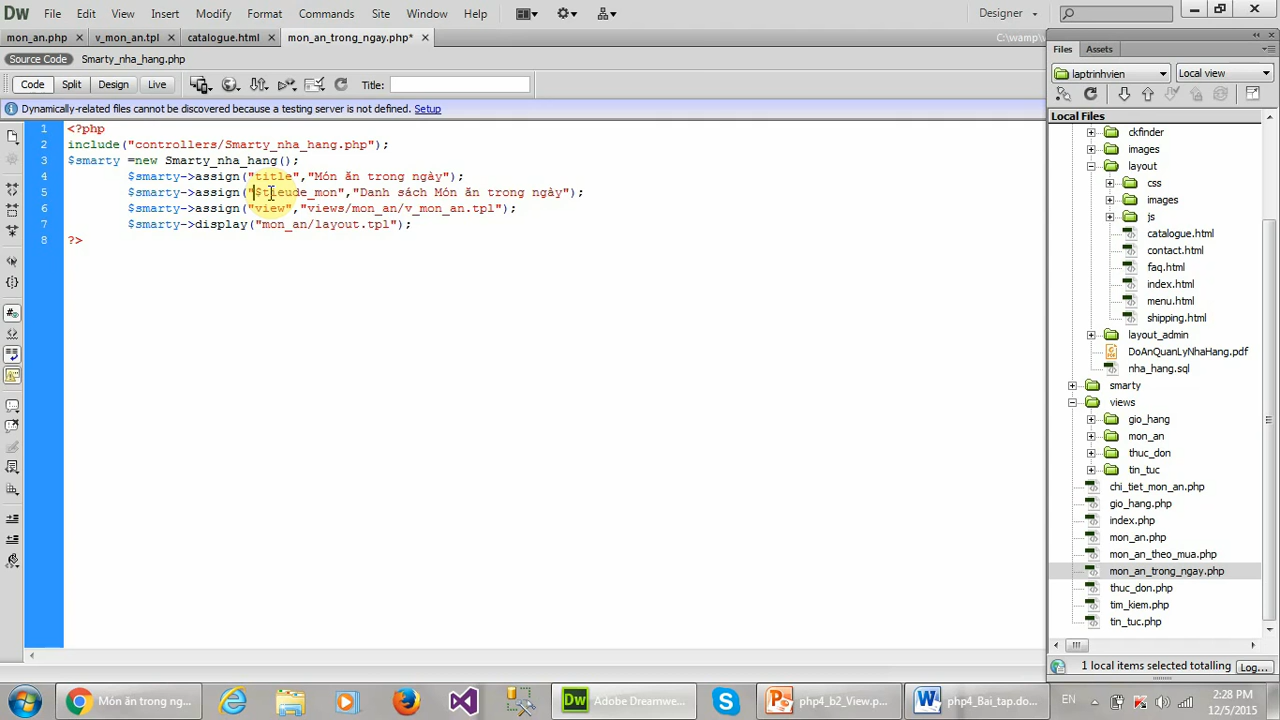 Dw File Edit View Insert Modify Format Commands Site Window Help Designer
mon_an.php v_mon_an.tpl catalogue.html mon_an_trong_ngay.php* C:\wamp\
Source Code Smarty_nha_hang.php
Code Split Design Live Title:
Dynamically-related files cannot be discovered because a testing server is not defined. Setup
1 <?php
2 include("controllers/Smarty_nha_hang.php");
3 $smarty =new Smarty_nha_hang();
4 $smarty->assign("title","Món ăn trong ngày");
5 $smarty->assign("$tieude_mon","Danh sách Món ăn trong ngày");
6 $smarty->assign("view","views/mon_an/v_mon_an.tpl");
7 $smarty->display("mon_an/layout.tpl");
8 ?>
Files Assets
laptrinhvien Local view
Local Files
ckfinder
images
layout
css
images
js
catalogue.html
contact.html
faq.html
index.html
menu.html
shipping.html
layout_admin
DoAnQuanLyNhaHang.pdf
nha_hang.sql
smarty
views
gio_hang
mon_an
thuc_don
tin_tuc
chi_tiet_mon_an.php
gio_hang.php
index.php
mon_an.php
mon_an_theo_mua.php
mon_an_trong_ngay.php
thuc_don.php
tim_kiem.php
tin_tuc.php
1 local items selected totalling Log...
Món ăn trong ng... Dw Adobe Dreamwe... php4_b2_View.p... php4_Bai_tap.do... EN 2:28 PM
12/5/2015